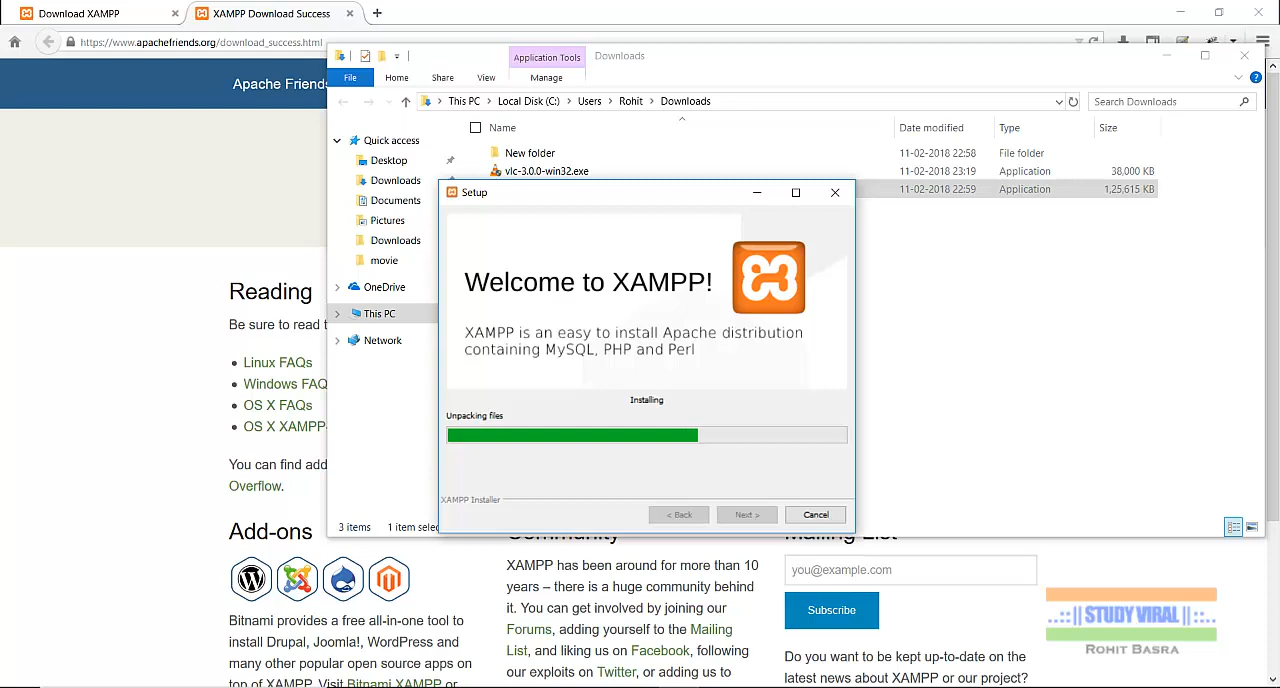 Download XAMPP
XAMPP Download Success
https://www.apachefriends.org/download_success.html
Apache Friends
Application Tools
Downloads
File
Home
Share
View
Manage
This PC
Local Disk (C:)
Users
Rohit
Downloads
Search Downloads
Name
Date modified
Type
Size
Quick access
New folder
11-02-2018 22:58
File folder
Desktop
vlc-3.0.0-win32.exe
11-02-2018 23:19
Application
38,000 KB
Downloads
11-02-2018 22:59
Application
1,25,615 KB
Documents
Pictures
Downloads
movie
OneDrive
This PC
Network
3 items
1 item selec
Setup
Welcome to XAMPP!
XAMPP is an easy to install Apache distribution
containing MySQL, PHP and Perl
Installing
Unpacking files
XAMPP Installer
< Back
Next >
Cancel
Reading
Be sure to read t
Linux FAQs
Windows FAQ
OS X FAQs
OS X XAMPP-
You can find add
Overflow.
Add-ons
Bitnami provides a free all-in-one tool to
install Drupal, Joomla!, WordPress and
many other popular open source apps on
top of XAMPP. Visit Bitnami XAMPP or
Community
XAMPP has been around for more than 10
years – there is a huge community behind
it. You can get involved by joining our
Forums, adding yourself to the Mailing
List, and liking us on Facebook, following
our exploits on Twitter, or adding us to
Mailing List
you@example.com
Subscribe
Do you want to be kept up-to-date on the
latest news about XAMPP or our project?
..::|| STUDY VIRAL ||::..
ROHIT BASRA